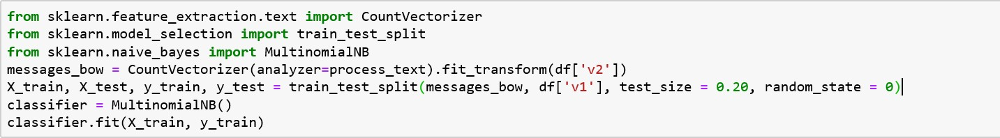 from sklearn.feature_extraction.text import CountVectorizer
from sklearn.model_selection import train_test_split
from sklearn.naive_bayes import MultinomialNB
messages_bow = CountVectorizer(analyzer=process_text).fit_transform(df['v2'])
X_train, X_test, y_train, y_test = train_test_split(messages_bow, df['v1'], test_size = 0.20, random_state = 0)
classifier = MultinomialNB()
classifier.fit(X_train, y_train)